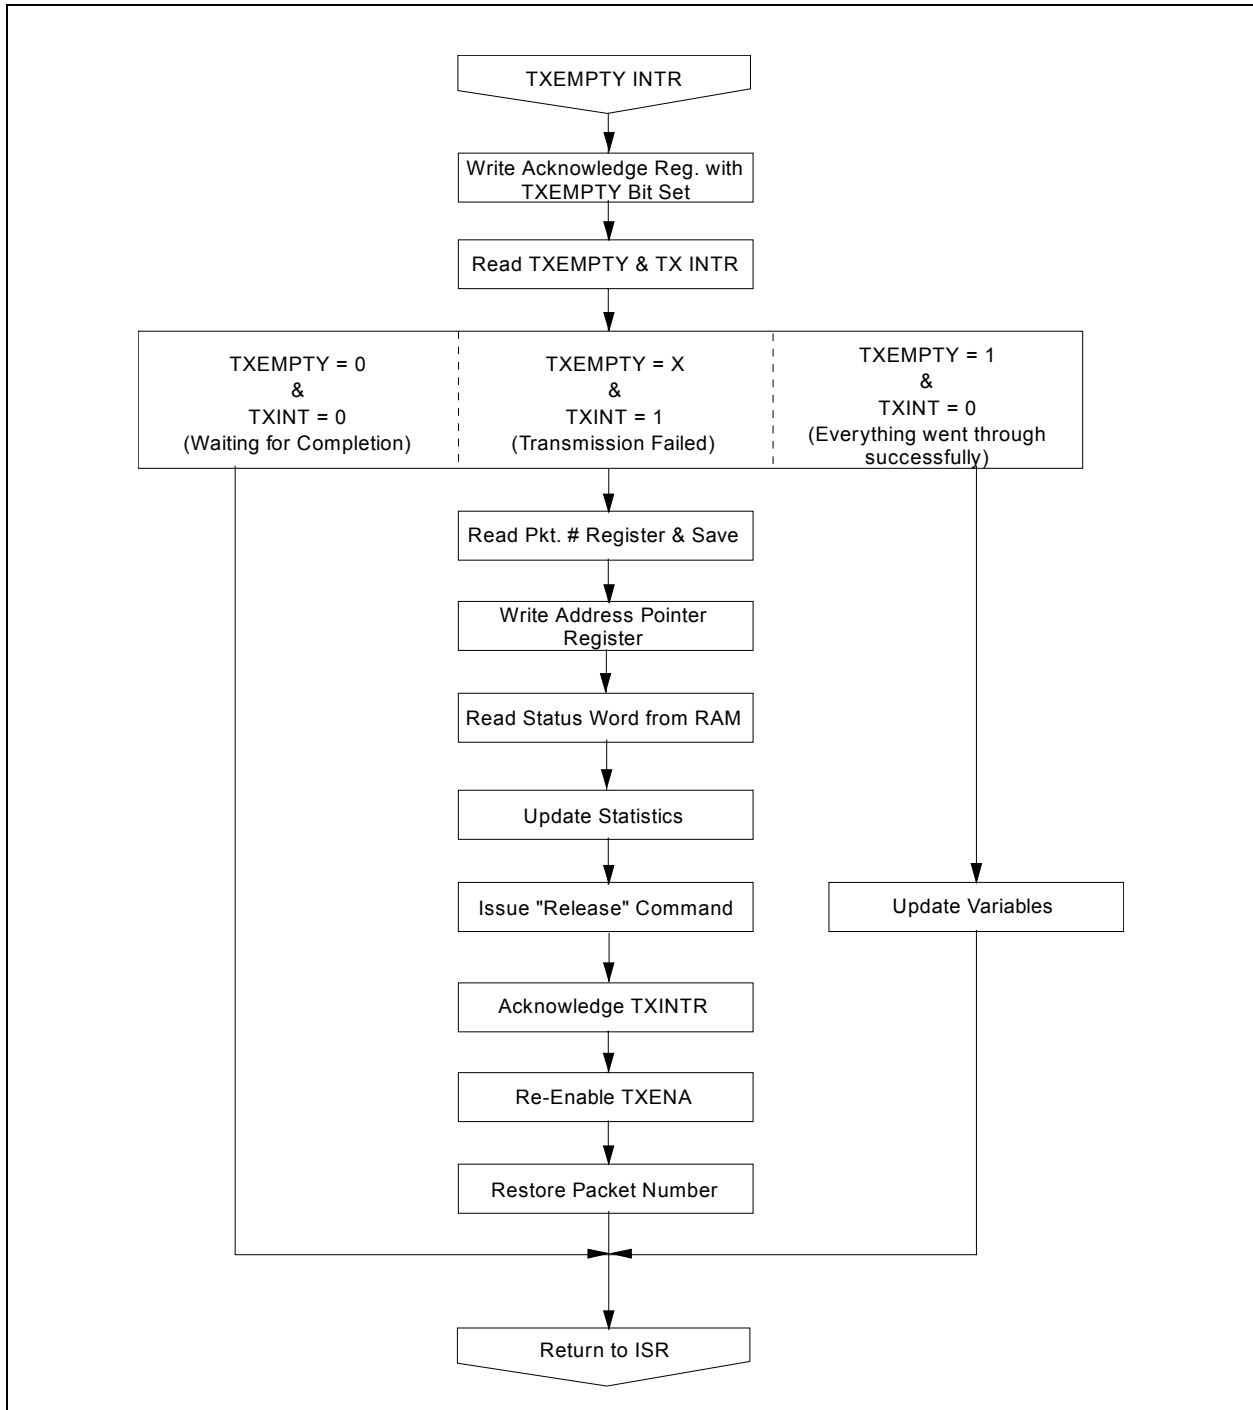 TXEMPTY INTR
Write Acknowledge Reg. with
TXEMPTY Bit Set
Read TXEMPTY & TX INTR
TXEMPTY = 0
&
TXINT = 0
(Waiting for Completion)
TXEMPTY = X
&
TXINT = 1
(Transmission Failed)
TXEMPTY = 1
&
TXINT = 0
(Everything went through
successfully)
Read Pkt. # Register & Save
Write Address Pointer
Register
Read Status Word from RAM
Update Statistics
Issue "Release" Command
Update Variables
Acknowledge TXINTR
Re-Enable TXENA
Restore Packet Number
Return to ISR